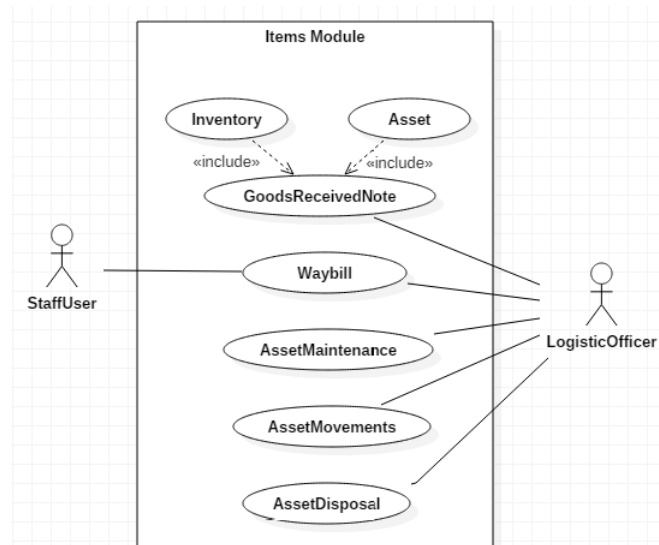 Items Module
Inventory
Asset
«include»
«include»
GoodsReceivedNote
Waybill
StaffUser
AssetMaintenance
LogisticOfficer
AssetMovements
AssetDisposal